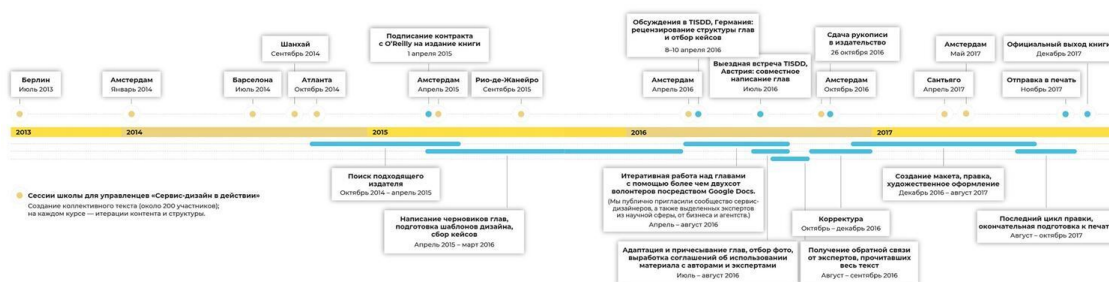 Берлин
Июль 2013
Амстердам
Январь 2014
Барселона
Июль 2014
Шанхай
Сентябрь 2014
Атланта
Октябрь 2014
Подписание контракта
с O'Reilly на издание книги
1 апреля 2015
Амстердам
Апрель 2015
Рио-де-Жанейро
Сентябрь 2015
Обсуждения в TISDD, Германия:
рецензирование структуры глав
и отбор кейсов
8–10 апреля 2016
Амстердам
Апрель 2016
Выездная встреча TISDD,
Австрия: совместное
написание глав
Июль 2016
Сдача рукописи
в издательство
26 октября 2016
Амстердам
Октябрь 2016
Сантьяго
Апрель 2017
Амстердам
Май 2017
Официальный выход книги
Декабрь 2017
Отправка в печать
Ноябрь 2017
2013
2014
2015
2016
2017
Поиск подходящего
издателя
Октябрь 2014 – апрель 2015
Написание черновиков глав,
подготовка шаблонов дизайна,
сбор кейсов
Апрель 2015 – март 2016
Итеративная работа над главами
с помощью более чем двухсот
волонтеров посредством Google Docs.
(Мы публично пригласили сообщество сервис-
дизайнеров, а также выделенных экспертов
из научной сферы, от бизнеса и агентств.)
Апрель – август 2016
Адаптация и причесывание глав, отбор фото,
выработка соглашений об использовании
материала с авторами и экспертами
Июль – август 2016
Корректура
Октябрь – декабрь 2016
Получение обратной связи
от экспертов, прочитавших
весь текст
Август – сентябрь 2016
Создание макета, правка,
художественное оформление
Декабрь 2016 – август 2017
Последний цикл правки,
окончательная подготовка к печат
Август – октябрь 2017
Сессии школы для управленцев «Сервис-дизайн в действии»
Создание коллективного текста (около 200 участников);
на каждом курсе — итерации контента и структуры.